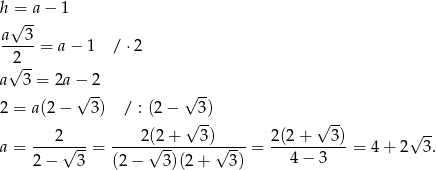 h = a − 1
a√3/2 = a − 1 / ⋅ 2
a√3 = 2a − 2
2 = a(2 − √3) / : (2 − √3)
a = 2/(2 − √3) = 2(2 + √3)/((2 − √3)(2 + √3)) = 2(2 + √3)/(4 − 3) = 4 + 2√3.